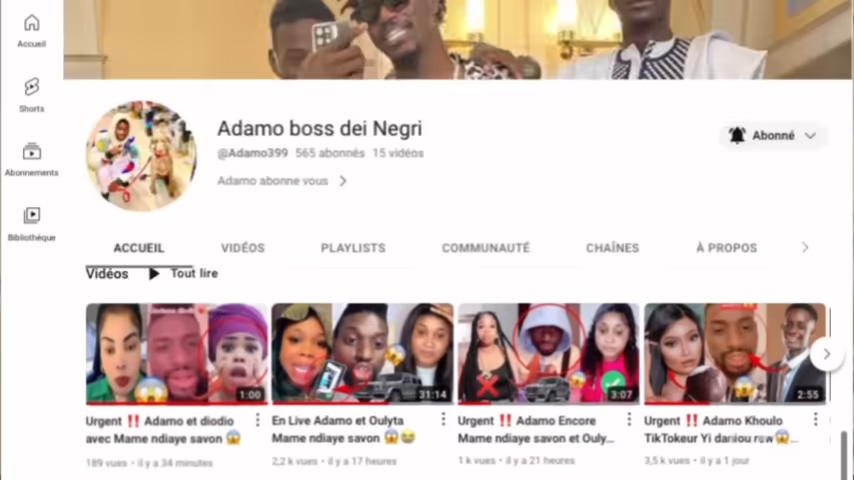 Accueil
Shorts
Abonnements
Bibliothèque
Adamo boss dei Negri
@Adamo399 565 abonnés 15 vidéos
Adamo abonne vous
Abonné
ACCUEIL VIDÉOS PLAYLISTS COMMUNAUTÉ CHAÎNES À PROPOS
Vidéos Tout lire
1:00
31:14
3:07
2:55
Urgent ‼️ Adamo et diodio
avec Mame ndiaye savon 😱
189 vues • il y a 34 minutes
En Live Adamo et Oulyta
Mame ndiaye savon 😱😭
2,2 k vues • il y a 17 heures
Urgent ‼️ Adamo Encore
Mame ndiaye savon et Ouly...
1 k vues • il y a 21 heures
Urgent ‼️ Adamo Khoulo
TikTokeur Yi daniou raw 😱...
3,5 k vues • il y a 1 jour